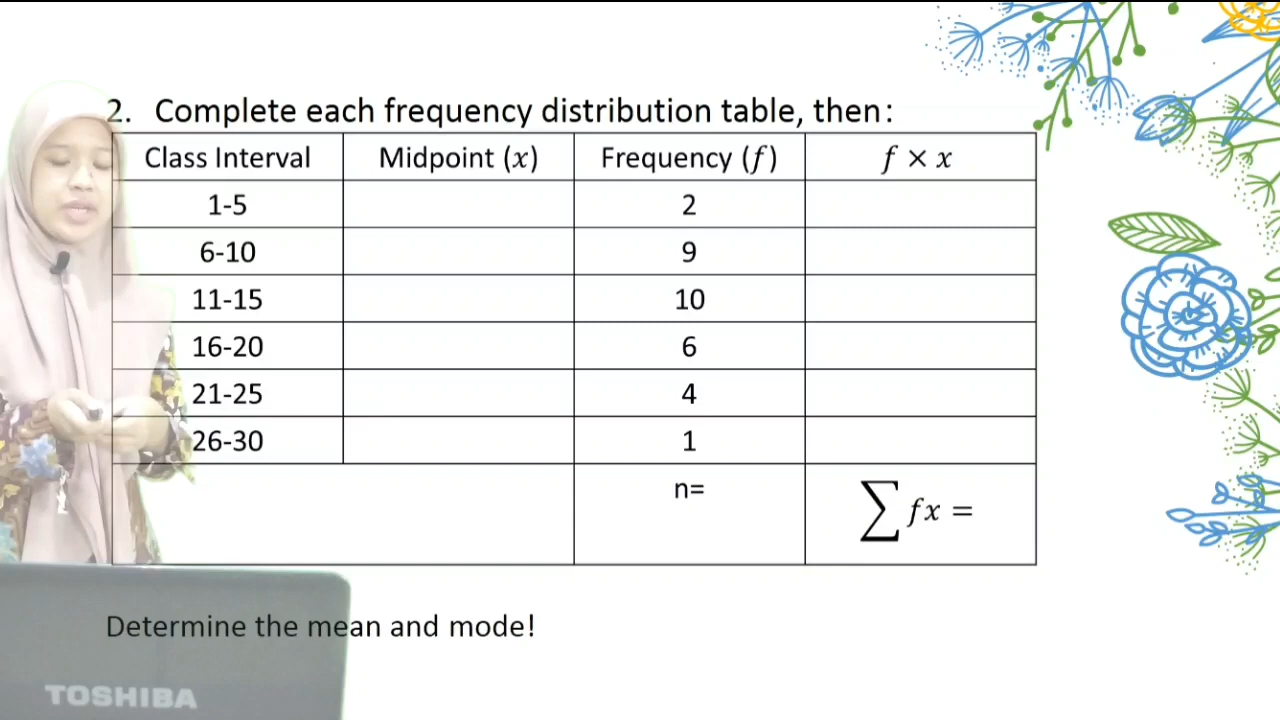 2. Complete each frequency distribution table, then:
Class Interval Midpoint (x) Frequency (f) f × x
1-5 2
6-10 9
11-15 10
16-20 6
21-25 4
26-30 1
n= ∑ fx =
Determine the mean and mode!
TOSHIBA